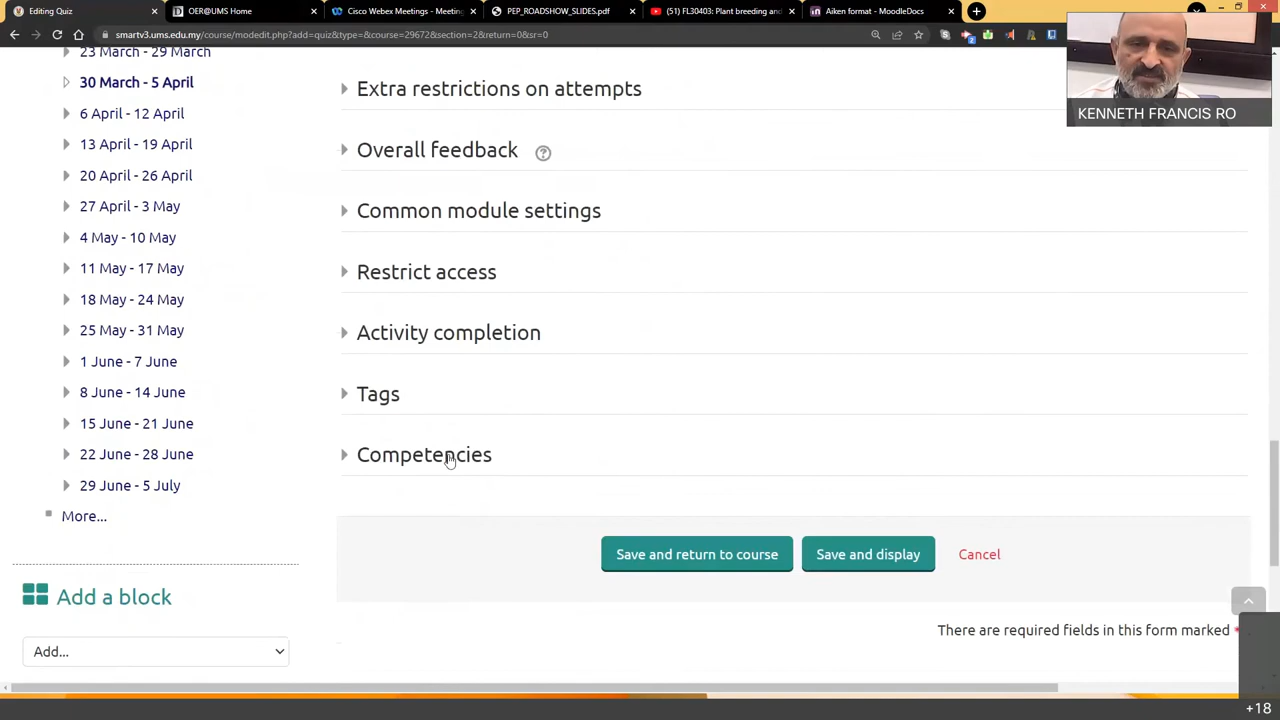 Editing Quiz
OER@UMS Home
Cisco Webex Meetings - Meeting
PEP_ROADSHOW_SLIDES.pdf
(51) FL30403: Plant breeding and
Aiken format - MoodleDocs
smartv3.ums.edu.my/course/modedit.php?add=quiz&type=&course=29672&section=2&return=0&sr=0
KENNETH FRANCIS RO
23 March - 29 March
30 March - 5 April
6 April - 12 April
13 April - 19 April
20 April - 26 April
27 April - 3 May
4 May - 10 May
11 May - 17 May
18 May - 24 May
25 May - 31 May
1 June - 7 June
8 June - 14 June
15 June - 21 June
22 June - 28 June
29 June - 5 July
More...
Add a block
Add...
Extra restrictions on attempts
Overall feedback
Common module settings
Restrict access
Activity completion
Tags
Competencies
Save and return to course
Save and display
Cancel
There are required fields in this form marked *
+18